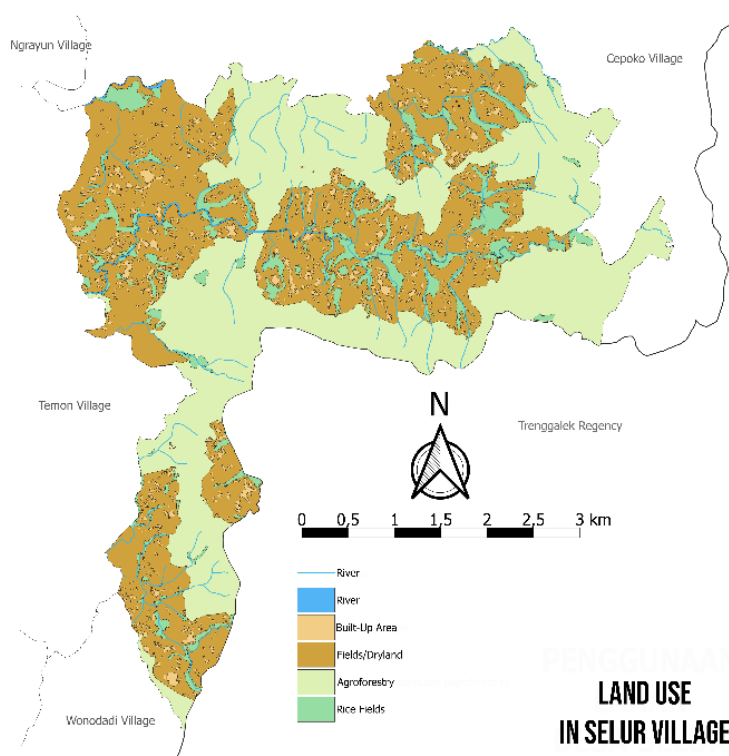 Ngrayun Village
Cepoko Village
Temon Village
Trenggalek Regency
Wonodadi Village
N
0 0,5 1 1,5 2 2,5 3 km
River
River
Built-Up Area
Fields/Dryland
Agroforestry
Rice Fields
PENGGUNAAN
LAND USE
IN SELUR VILLAGE